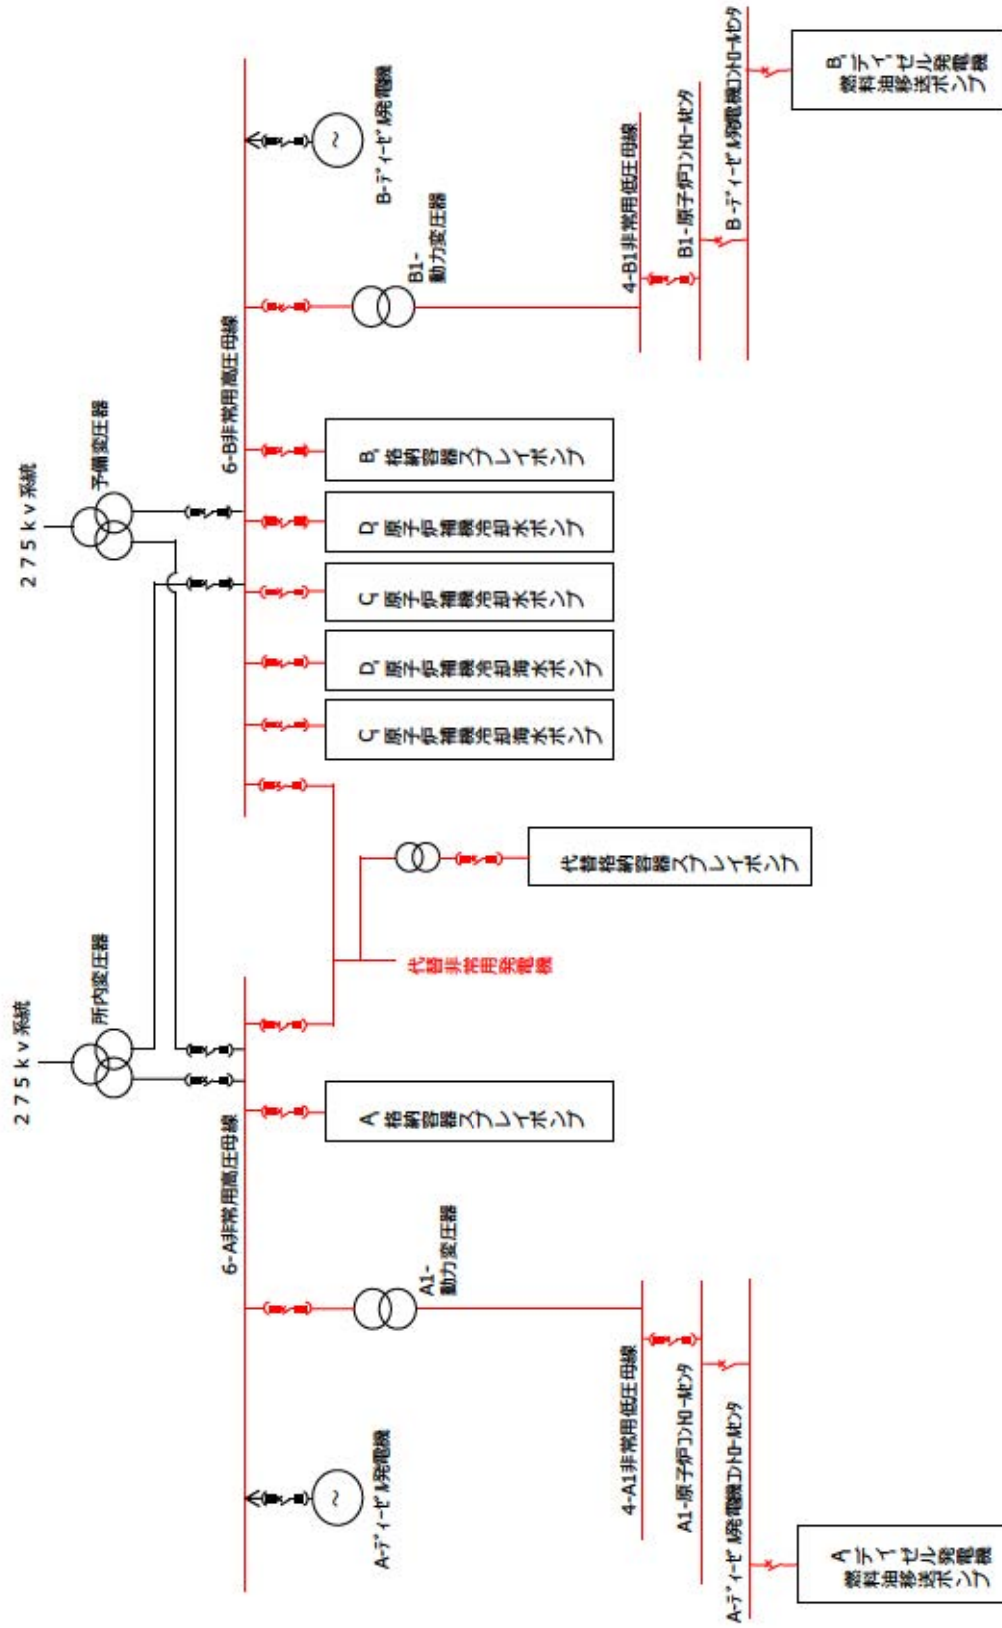 275kv系統
所内変圧器
275kv系統
予備変圧器
6-A非常用高圧母線
6-B非常用高圧母線
A-ディーゼル発電機
A1-
動力変圧器
A,格納容器スプレイポンプ
代替非常用発電機
代替格納容器スプレイポンプ
C,原子炉補機冷却海水ポンプ
D,原子炉補機冷却海水ポンプ
C,原子炉補機冷却水ポンプ
D,原子炉補機冷却水ポンプ
B,格納容器スプレイポンプ
B1-
動力変圧器
B-ディーゼル発電機
4-A1非常用低圧母線
A1-原子炉コントロールセンタ
A-ディーゼル発電機コントロールセンタ
A,ディーゼル発電機
燃料油移送ポンプ
4-B1非常用低圧母線
B1-原子炉コントロールセンタ
B-ディーゼル発電機コントロールセンタ
B,ディーゼル発電機
燃料油移送ポンプ